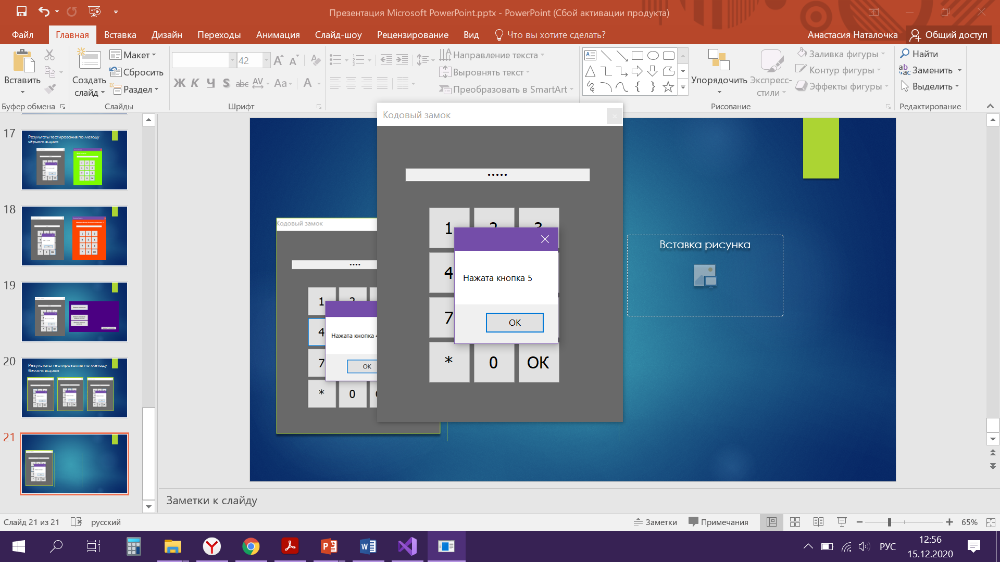 Презентация Microsoft PowerPoint.pptx - PowerPoint (Сбой активации продукта)
Файл
Главная
Вставка
Дизайн
Переходы
Анимация
Слайд-шоу
Рецензирование
Вид
Что вы хотите сделать?
Анастасия Наталочка
Общий доступ
Вставить
Создать слайд
Макет
Сбросить
Раздел
42
Ж К Ч S abc AV Aa A
Направление текста
Выровнять текст
Преобразовать в SmartArt
Упорядочить
Экспресс-стили
Заливка фигуры
Контур фигуры
Эффекты фигуры
Найти
Заменить
Выделить
Буфер обмена
Слайды
Шрифт
Рисование
Редактирование
17
Результаты тестирования по методу
чёрного ящика
18
19
20
Результаты тестирования по методу
белого ящика
21
Кодовый замок
•••••
1 2 3
4
7
* 0 ОК
Нажата кнопка 5
ОК
Кодовый замок
••••
1 2
4
7
* 0
Нажата кнопка 4
ОК
Вставка рисунка
Заметки к слайду
Слайд 21 из 21
русский
Заметки
Примечания
65%
РУС
12:56
15.12.2020